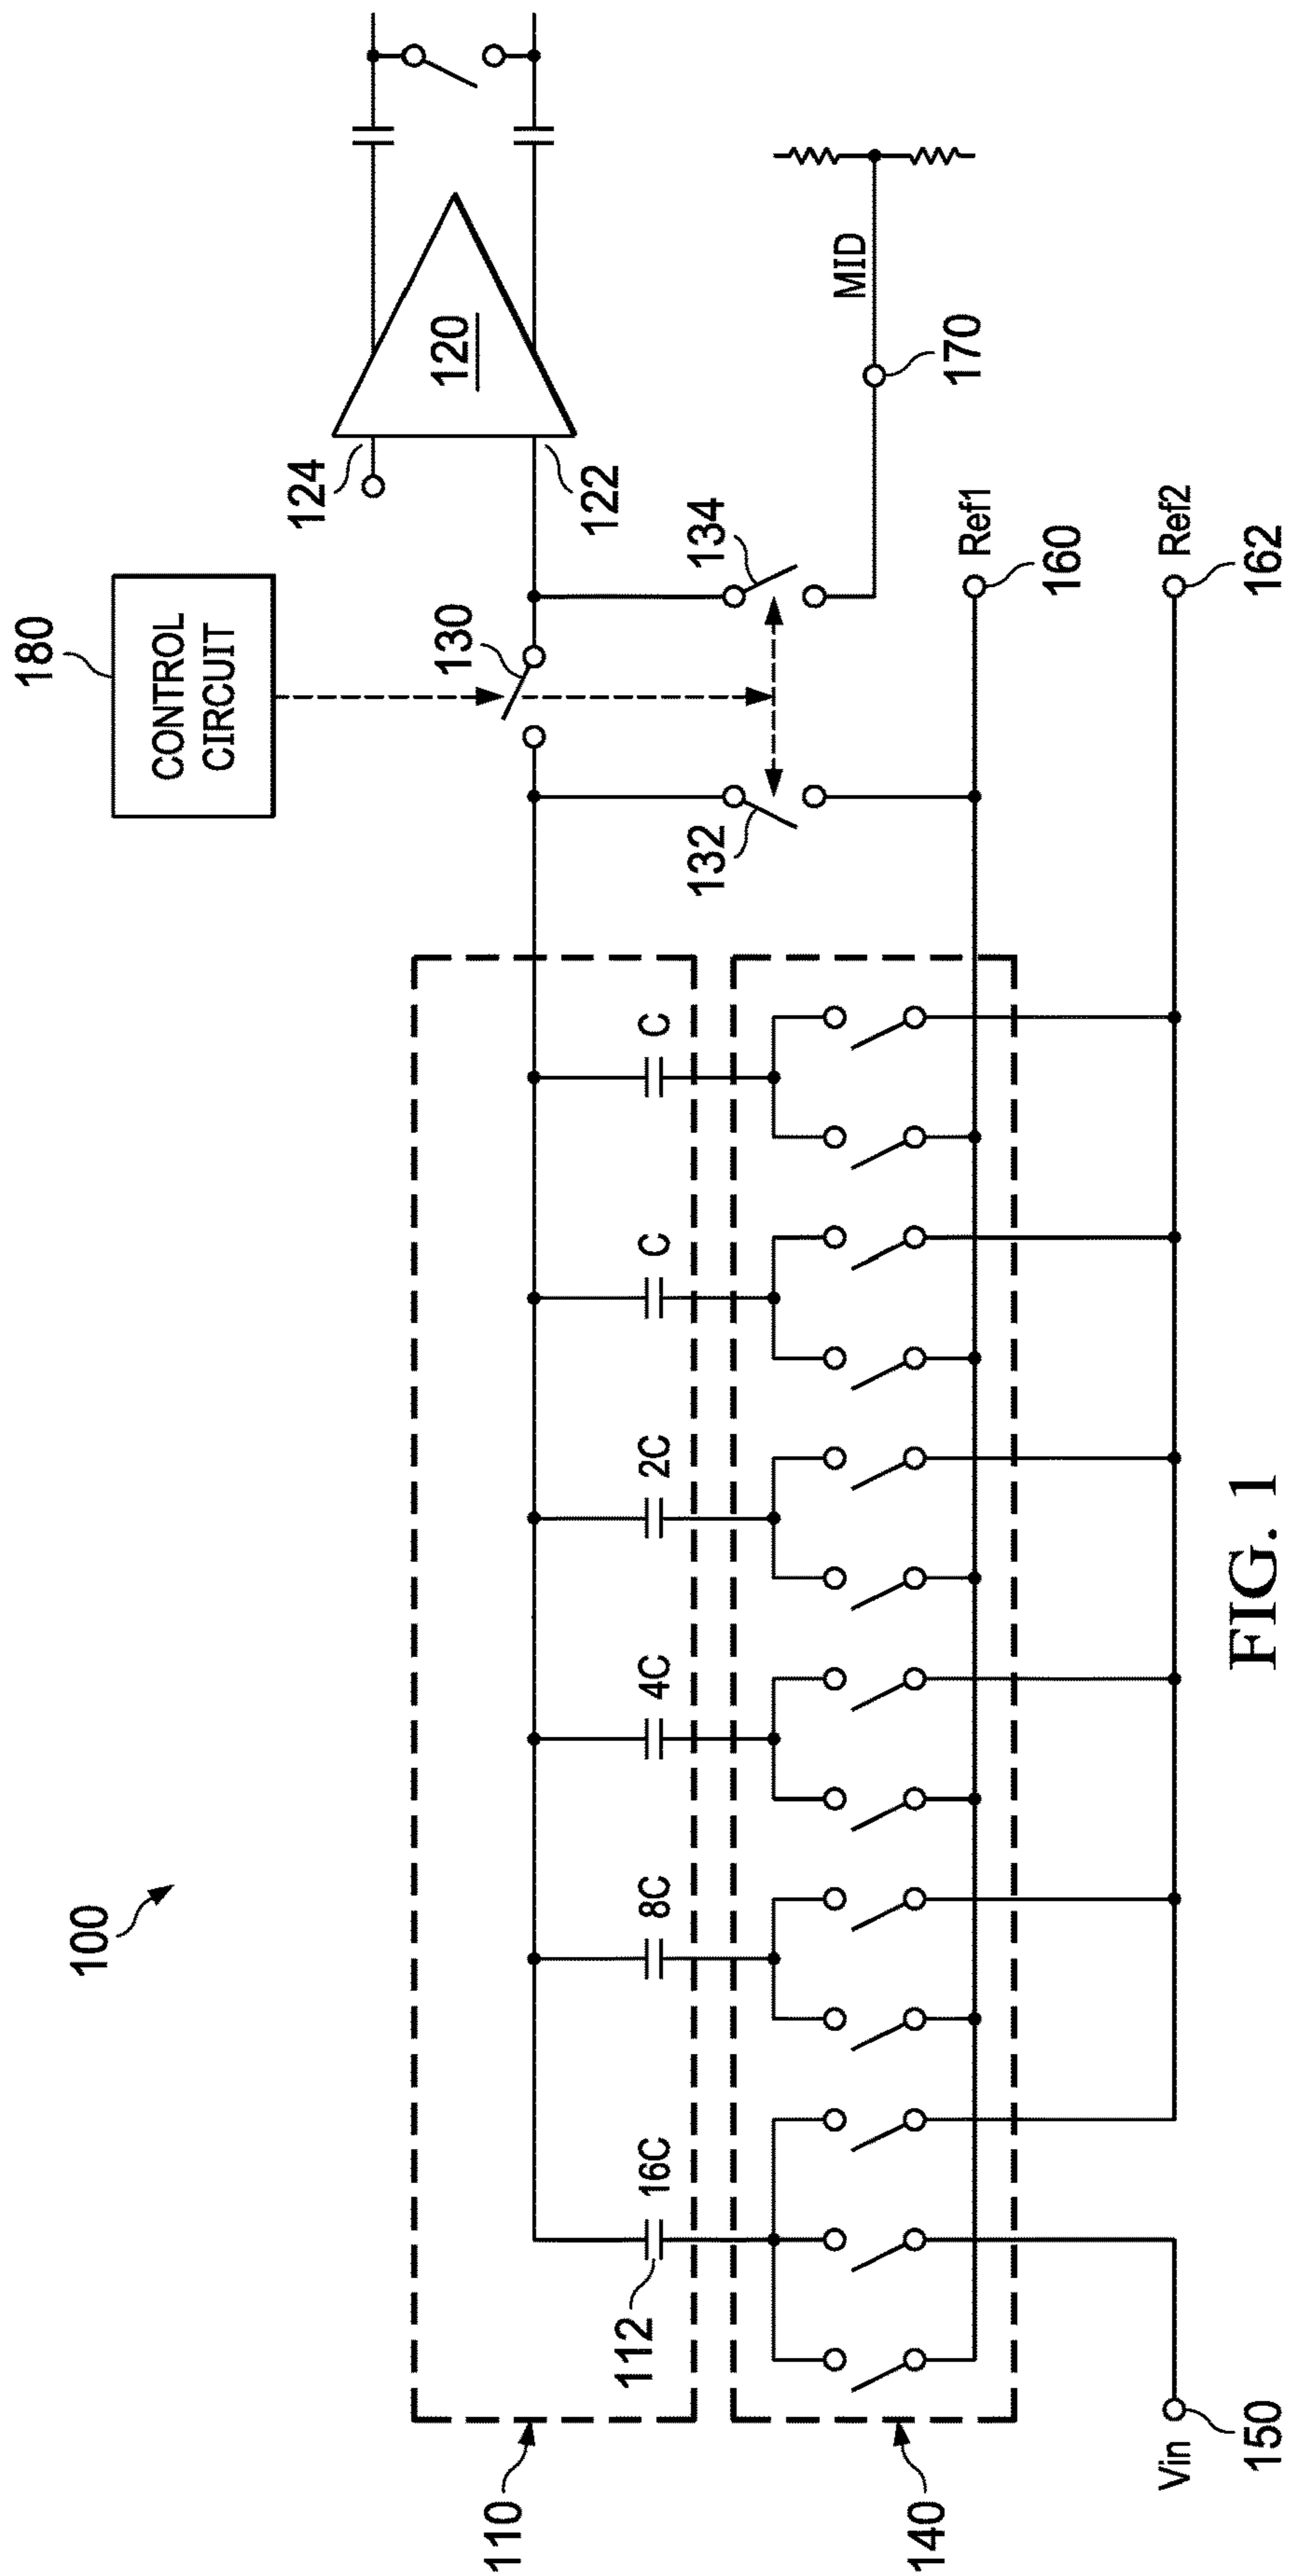 100
180
CONTROL
CIRCUIT
110
112
16C
8C
4C
2C
C
C
130
132
134
124
122
120
MID
170
140
Vin
150
Ref1
160
Ref2
162
FIG. 1